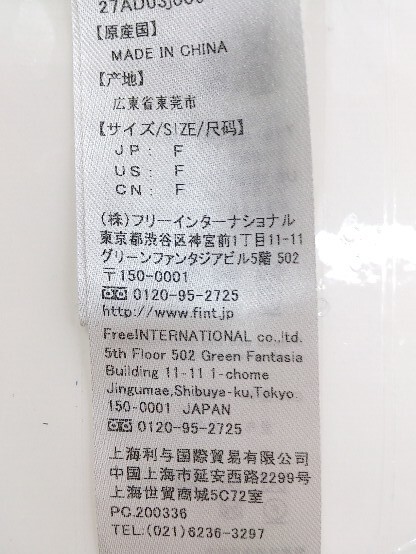 【原産国】
MADE IN CHINA
【产地】
広東省東莞市
【サイズ/SIZE/尺码】
JP: F
US: F
CN: F
(株)フリーインターナショナル
東京都渋谷区神宮前1丁目11-11
グリーンファンタジアビル5階 502
〒150-0001
0120-95-2725
http://www.fint.jp
FreeINTERNATIONAL co.,ltd.
5th Floor 502 Green Fantasia
Building 11-11 1-chome
Jingumae,Shibuya-ku,Tokyo.
150-0001 JAPAN
0120-95-2725
上海利与国際貿易有限公司
中国上海市延安西路2299号
上海世貿商城5C72室
PC.200336
TEL:(021)6236-3297